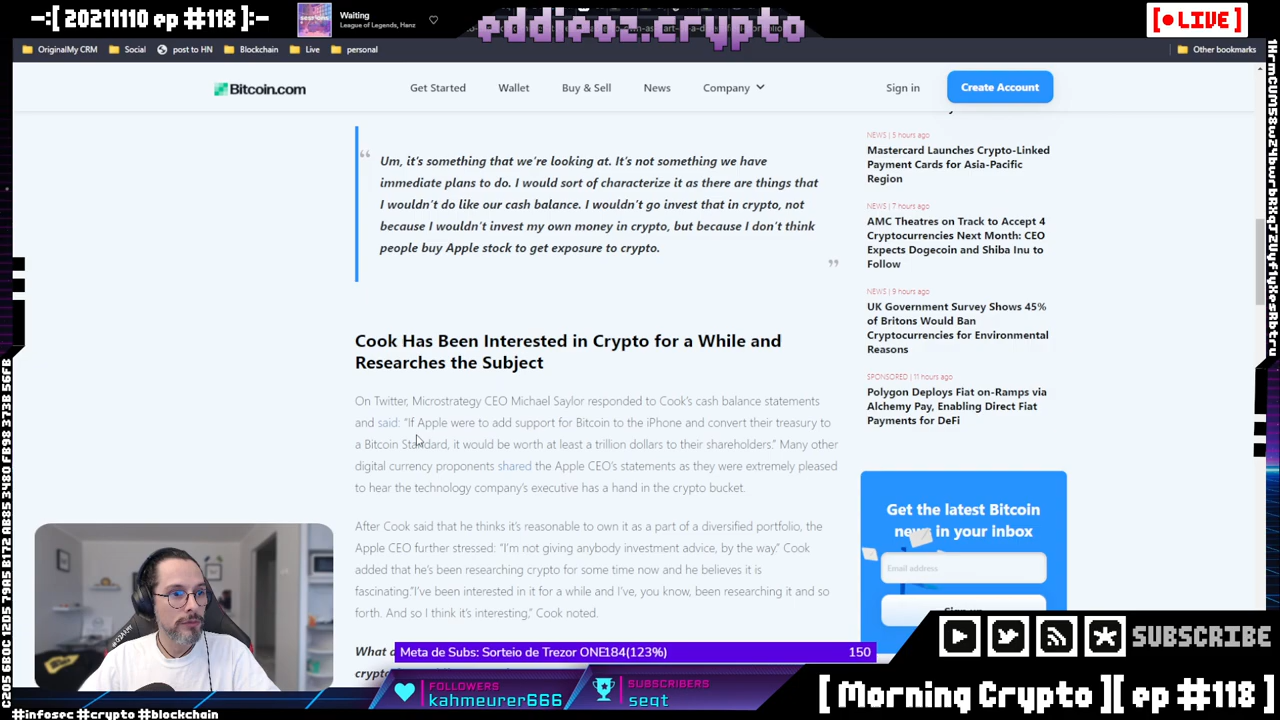 -:[ 20211110 ep #118 ]:-
Waiting
League of Legends, Hanz
eddieoz.crypto
[ • LIVE ]
OriginalMy CRM
Social
post to HN
Blockchain
Live
personal
Other bookmarks
Bitcoin.com
Get Started
Wallet
Buy & Sell
News
Company
Sign in
Create Account
“
Um, it's something that we're looking at. It's not something we have
immediate plans to do. I would sort of characterize it as there are things that
I wouldn't do like our cash balance. I wouldn't go invest that in crypto, not
because I wouldn't invest my own money in crypto, but because I don't think
people buy Apple stock to get exposure to crypto.
”
Cook Has Been Interested in Crypto for a While and
Researches the Subject
On Twitter, Microstrategy CEO Michael Saylor responded to Cook's cash balance statements
and said: “If Apple were to add support for Bitcoin to the iPhone and convert their treasury to
a Bitcoin Standard, it would be worth at least a trillion dollars to their shareholders.” Many other
digital currency proponents shared the Apple CEO's statements as they were extremely pleased
to hear the technology company's executive has a hand in the crypto bucket.
After Cook said that he thinks it's reasonable to own it as a part of a diversified portfolio, the
Apple CEO further stressed: “I'm not giving anybody investment advice, by the way.” Cook
added that he's been researching crypto for some time now and he believes it is
fascinating.“I've been interested in it for a while and I've, you know, been researching it and so
forth. And so I think it's interesting,” Cook noted.
What
crypto
NEWS | 5 hours ago
Mastercard Launches Crypto-Linked
Payment Cards for Asia-Pacific
Region
NEWS | 7 hours ago
AMC Theatres on Track to Accept 4
Cryptocurrencies Next Month: CEO
Expects Dogecoin and Shiba Inu to
Follow
NEWS | 9 hours ago
UK Government Survey Shows 45%
of Britons Would Ban
Cryptocurrencies for Environmental
Reasons
SPONSORED | 11 hours ago
Polygon Deploys Fiat on-Ramps via
Alchemy Pay, Enabling Direct Fiat
Payments for DeFi
Get the latest Bitcoin
news in your inbox
Email address
Meta de Subs: Sorteio de Trezor ONE184(123%)
150
FOLLOWERS
kahmeurer666
SUBSCRIBERS
seqt
SUBSCRIBE
[ Morning Crypto ][ ep #118 ]
#infosec #crypto #blockchain